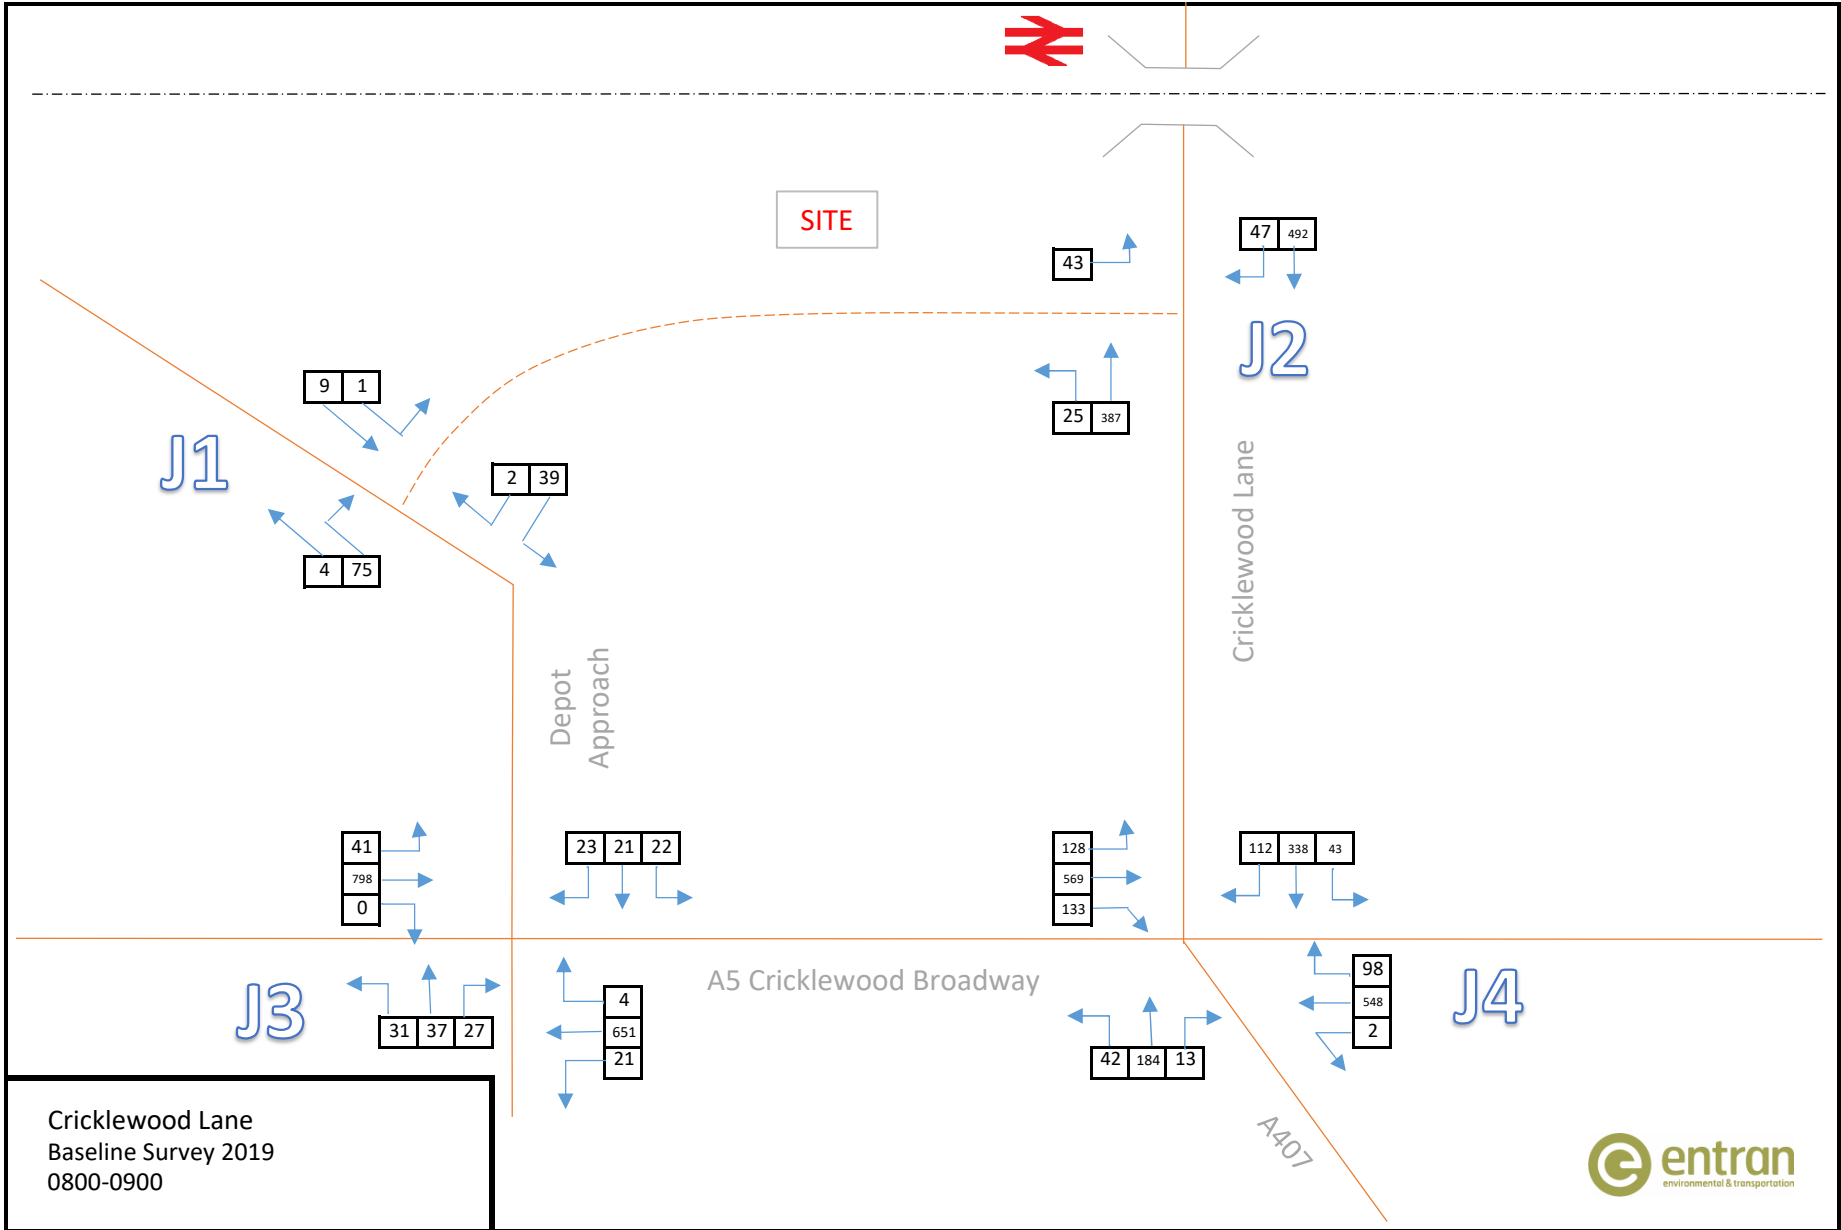 SITE
47 492
43
J2
9 1
25 387
J1
2 39
Cricklewood Lane
4 75
Depot
Approach
41
798
0
23 21 22
128
569
133
112 338 43
A5 Cricklewood Broadway
98
548
2
J3
4
651
21
J4
31 37 27
42 184 13
A407
Cricklewood Lane
Baseline Survey 2019
0800-0900
e entran
environmental & transportation